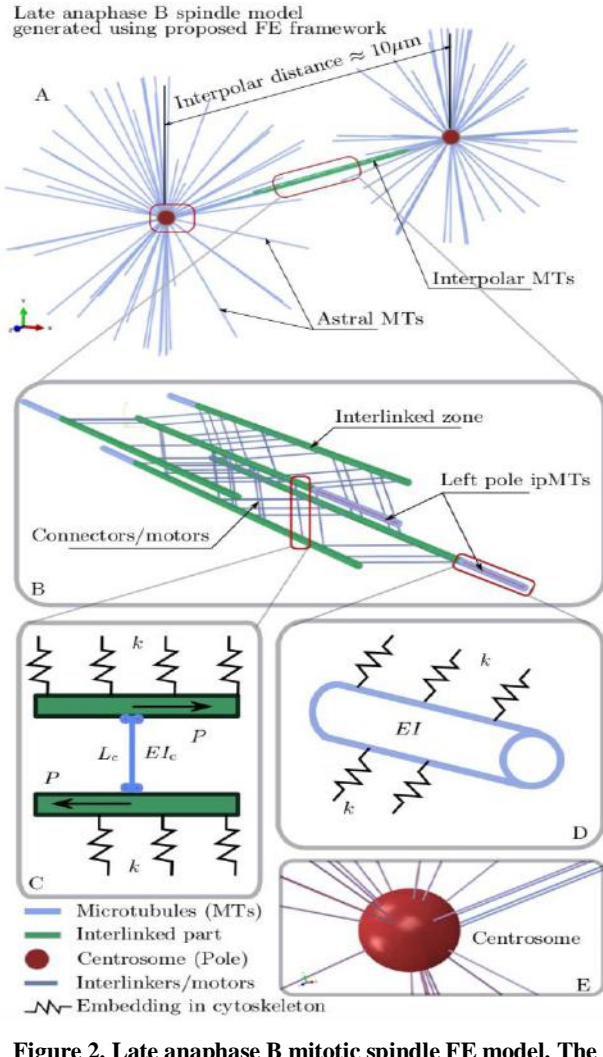 Late anaphase B spindle model
generated using proposed FE framework
A
Interpolar distance ≈ 10μm
Interpolar MTs
Astral MTs
Y
X
Interlinked zone
Left pole ipMTs
Connectors/motors
B
k
P
L_c EI_c
P
k
C
k
EI
k
D
Centrosome
E
Microtubules (MTs)
Interlinked part
Centrosome (Pole)
Interlinkers/motors
Embedding in cytoskeleton
Figure 2. Late anaphase B mitotic spindle FE model. The